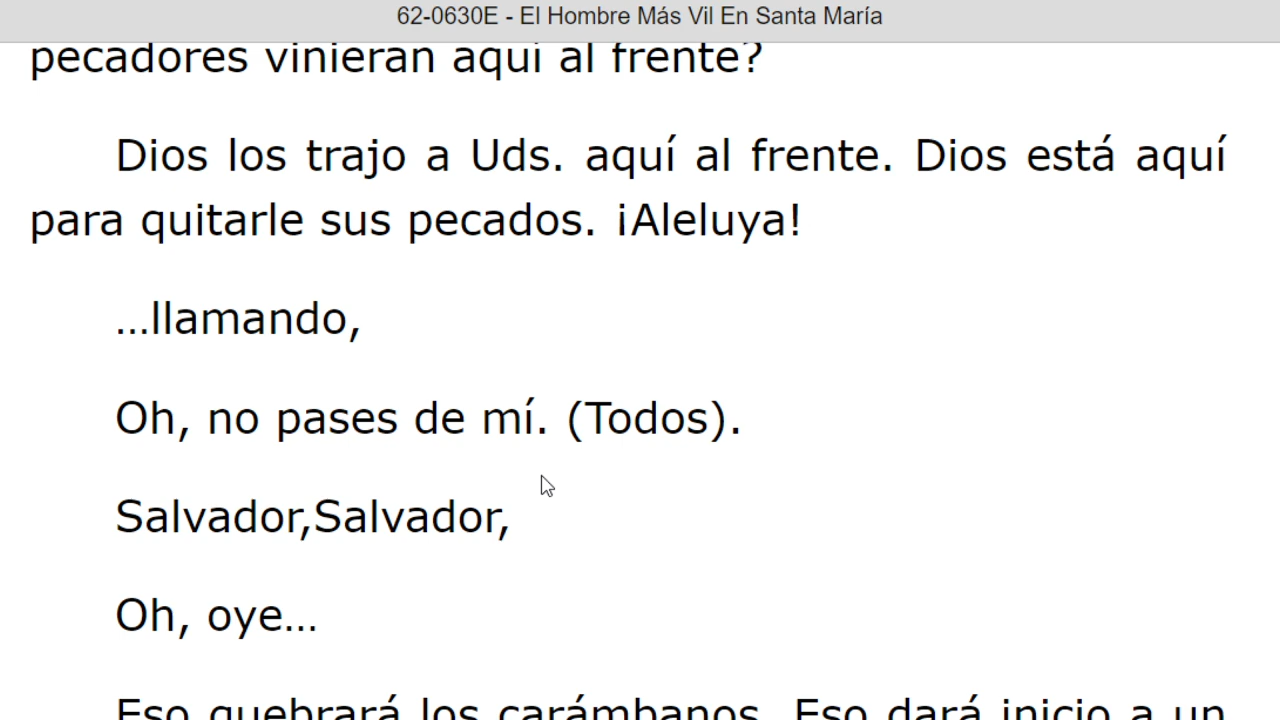 62-0630E - El Hombre Más Vil En Santa María
pecadores vinieran aquí al frente?
Dios los trajo a Uds. aquí al frente. Dios está aquí
para quitarle sus pecados. ¡Aleluya!
...llamando,
Oh, no pases de mí. (Todos).
Salvador,Salvador,
Oh, oye...
Eso quebrará los carámbanos. Eso dará inicio a un